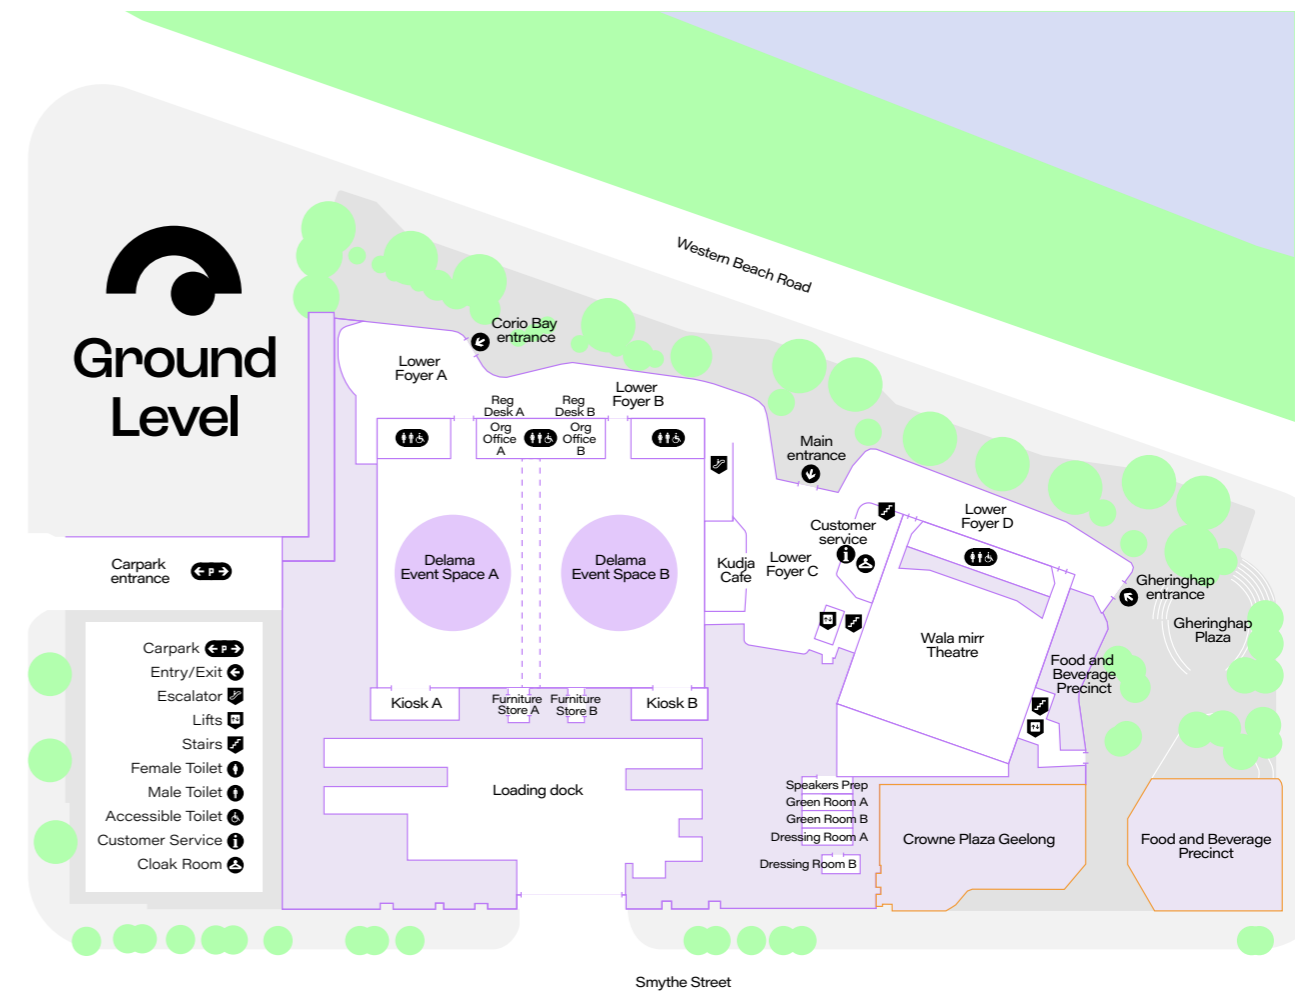 Ground
Level
Western Beach Road
Corio Bay
entrance
Lower
Foyer A
Lower
Foyer B
Reg
Desk A
Reg
Desk B
Org
Office
A
Org
Office
B
Main
entrance
Lower
Foyer D
Customer
service
Lower
Foyer C
Kudja
Cafe
Delama
Event Space A
Delama
Event Space B
Carpark
entrance
P
Gheringhap
entrance
Gheringhap
Plaza
Wala mirr
Theatre
Food and
Beverage
Precinct
Carpark
P
Entry/Exit
Escalator
Lifts
Stairs
Female Toilet
Male Toilet
Accessible Toilet
Customer Service
Cloak Room
Kiosk A
Furniture
Store A
Furniture
Store B
Kiosk B
Loading dock
Speakers Prep
Green Room A
Green Room B
Dressing Room A
Dressing Room B
Crowne Plaza Geelong
Food and Beverage
Precinct
Smythe Street